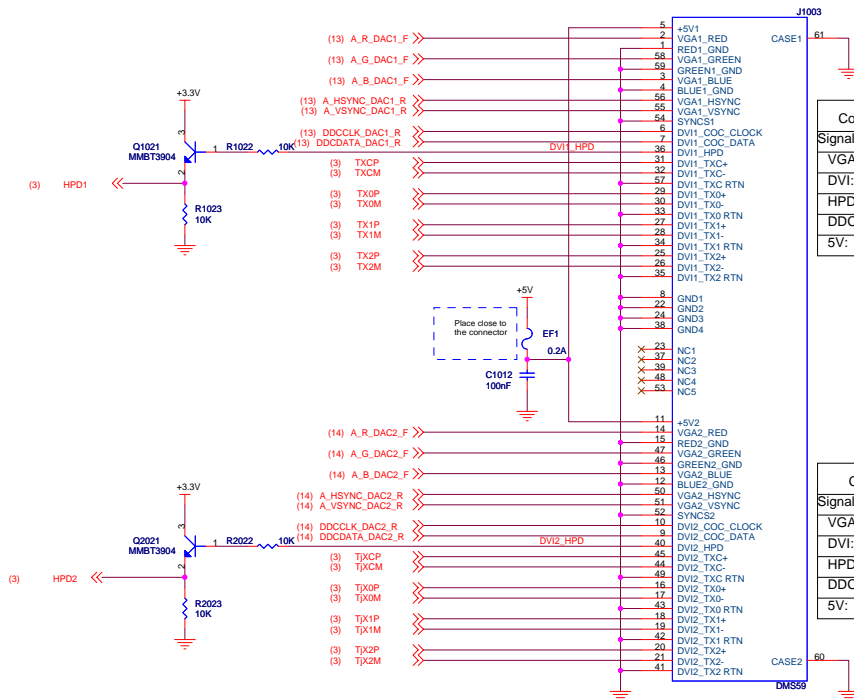 J1003
5 +5V1
(13) A_R_DAC1_F 2 VGA1_RED CASE1 61
1 RED1_GND
(13) A_G_DAC1_F 58 VGA1_GREEN
59 GREEN1_GND
(13) A_B_DAC1_F 3 VGA1_BLUE
4 BLUE1_GND
+3.3V
(13) A_HSYNC_DAC1_R 56 VGA1_HSYNC
(13) A_VSYNC_DAC1_R 55 VGA1_VSYNC
54 SYNCS1
Co
(13) DDCCLK_DAC1_R 6 DVI1_COC_CLOCK
3
Signal
Q1021
MMBT3904
1 R1022 10K
(13) DDCDATA_DAC1_R 7 DVI1_COC_DATA
DVI1_HPD 36 DVI1_HPD
VGA
(3) TXCP 31 DVI1_TXC+
(3) TXCM 32 DVI1_TXC-
2
DVI:
(3) HPD1
57 DVI1_TXC RTN
(3) TX0P 29 DVI1_TX0+
(3) TX0M 30 DVI1_TX0-
HPD
R1023
10K
33 DVI1_TX0 RTN
(3) TX1P 27 DVI1_TX1+
(3) TX1M 28 DVI1_TX1-
DDC
34 DVI1_TX1 RTN
5V:
(3) TX2P 25 DVI1_TX2+
(3) TX2M 26 DVI1_TX2-
35 DVI1_TX2 RTN
+5V
8 GND1
22 GND2
24 GND3
38 GND4
Place close to
the connector
EF1
0.2A
23 NC1
37 NC2
39 NC3
48 NC4
53 NC5
C1012
100nF
11 +5V2
(14) A_R_DAC2_F 14 VGA2_RED
15 RED2_GND
(14) A_G_DAC2_F 47 VGA2_GREEN
46 GREEN2_GND
(14) A_B_DAC2_F 13 VGA2_BLUE
12 BLUE2_GND
+3.3V
(14) A_HSYNC_DAC2_R 50 VGA2_HSYNC
(14) A_VSYNC_DAC2_R 51 VGA2_VSYNC
52 SYNCS2
C
Signal
(14) DDCCLK_DAC2_R 10 DVI2_COC_CLOCK
3
Q2021
MMBT3904
1 R2022 10K
(14) DDCDATA_DAC2_R 9 DVI2_COC_DATA
DVI2_HPD 40 DVI2_HPD
VGA
(3) TjXCP 45 DVI2_TXC+
(3) TjXCM 44 DVI2_TXC-
2
DVI:
(3) HPD2
49 DVI2_TXC RTN
(3) TjX0P 16 DVI2_TX0+
(3) TjX0M 17 DVI2_TX0-
HPD
R2023
10K
43 DVI2_TX0 RTN
(3) TjX1P 18 DVI2_TX1+
(3) TjX1M 19 DVI2_TX1-
DDC
42 DVI2_TX1 RTN
5V:
(3) TjX2P 20 DVI2_TX2+
(3) TjX2M 21 DVI2_TX2-
41 DVI2_TX2 RTN
CASE2 60
DMS59